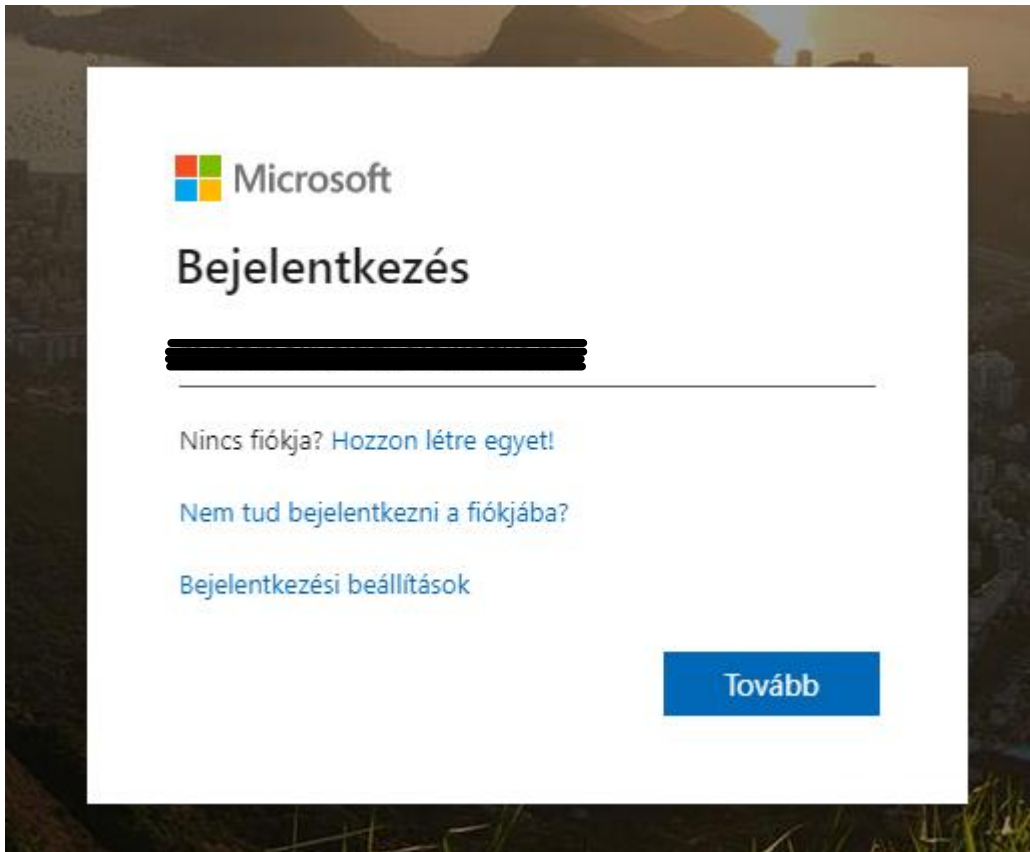 Microsoft
Bejelentkezés
Nincs fiókja? Hozzon létre egyet!
Nem tud bejelentkezni a fiókjába?
Bejelentkezési beállítások
Tovább